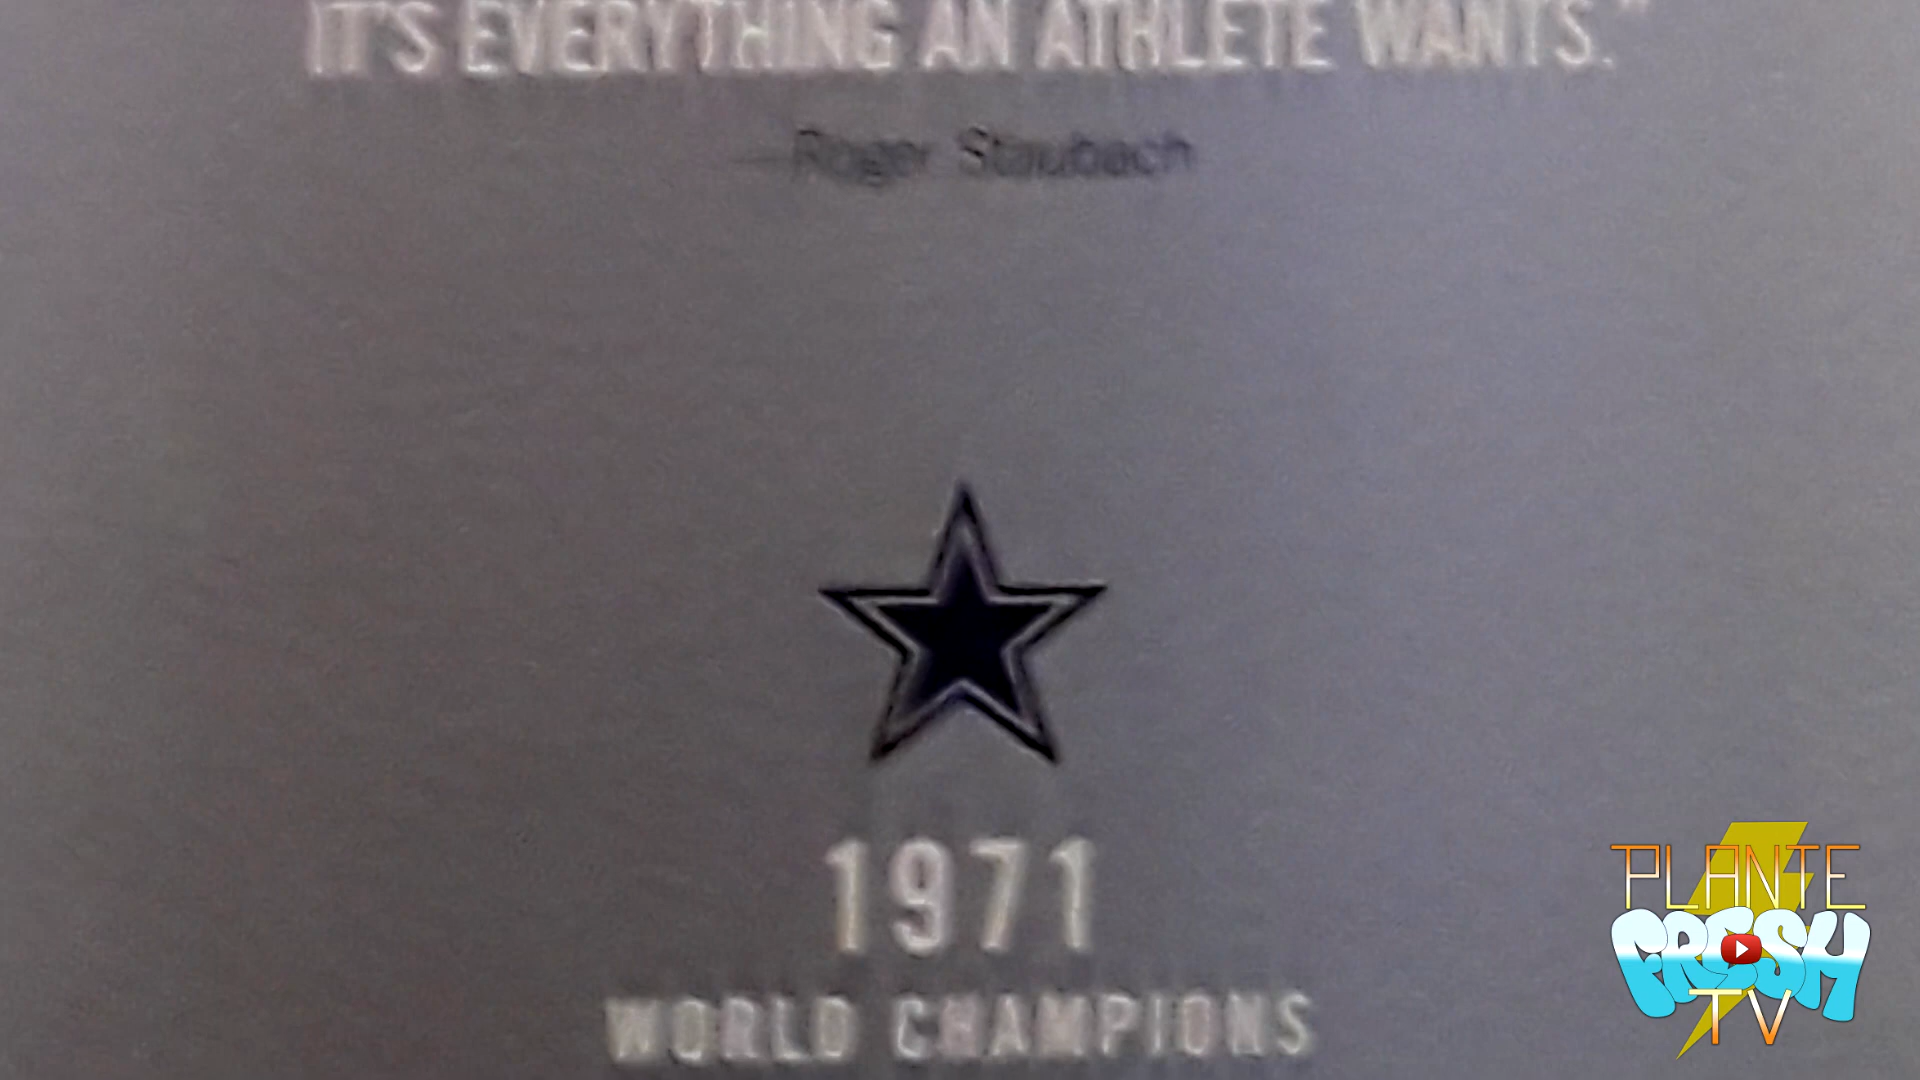 IT'S EVERYTHING AN ATHLETE WANTS."
—Roger Staubach
1971
WORLD CHAMPIONS
PLANTE
FRESH
TV